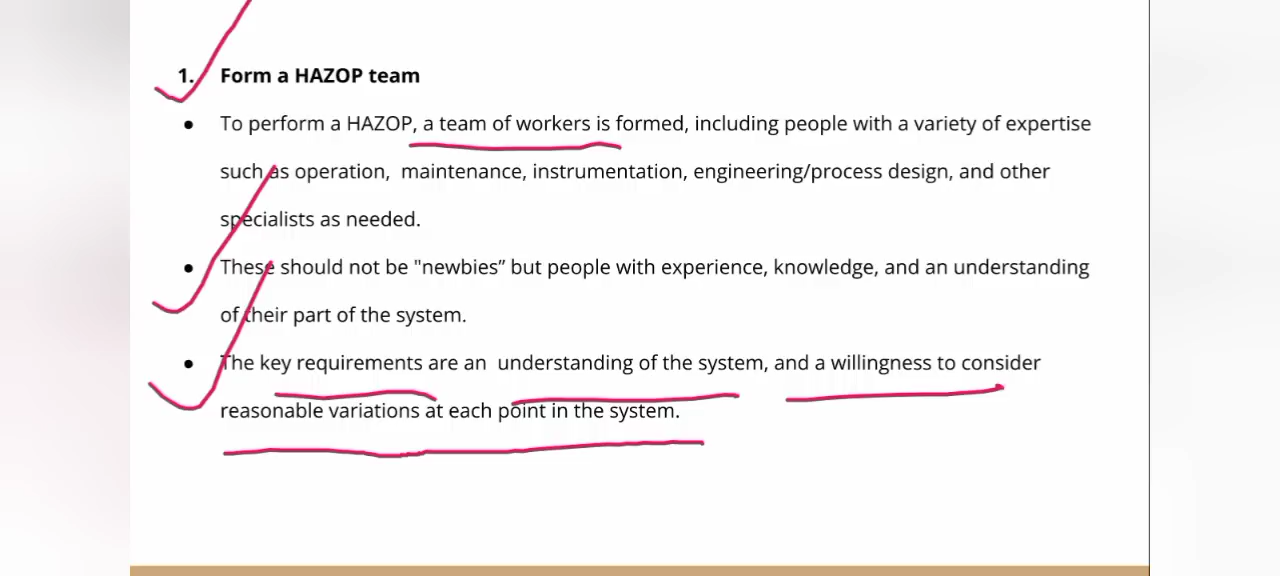 1. Form a HAZOP team
● To perform a HAZOP, a team of workers is formed, including people with a variety of expertise
such as operation,  maintenance, instrumentation, engineering/process design, and other
specialists as needed.
● These should not be "newbies” but people with experience, knowledge, and an understanding
of their part of the system.
● The key requirements are an  understanding of the system, and a willingness to consider
reasonable variations at each point in the system.